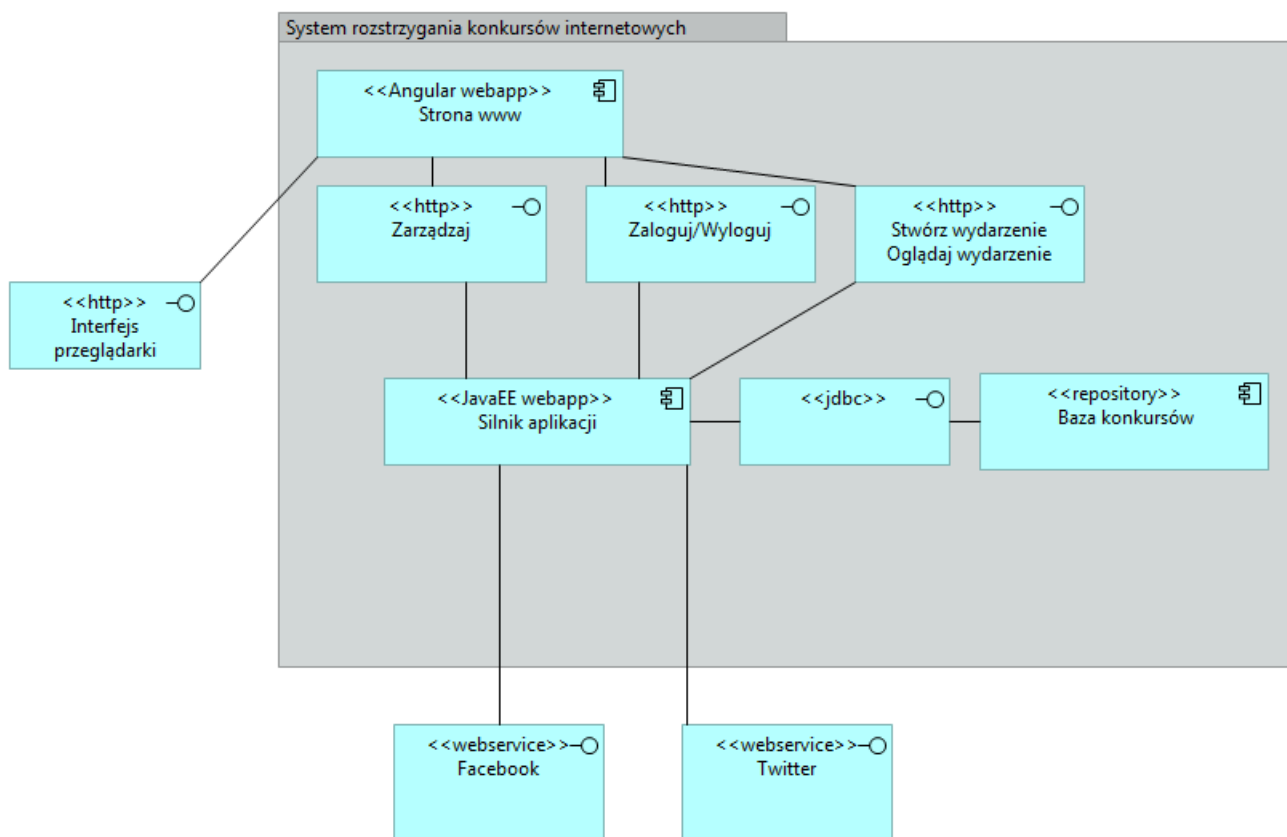 System rozstrzygania konkursów internetowych
<<Angular webapp>>
Strona www
<<http>>
Zarządzaj
<<http>>
Zaloguj/Wyloguj
<<http>>
Stwórz wydarzenie
Oglądaj wydarzenie
<<http>>
Interfejs
przeglądarki
<<JavaEE webapp>>
Silnik aplikacji
<<jdbc>>
<<repository>>
Baza konkursów
<<webservice>>
Facebook
<<webservice>>
Twitter